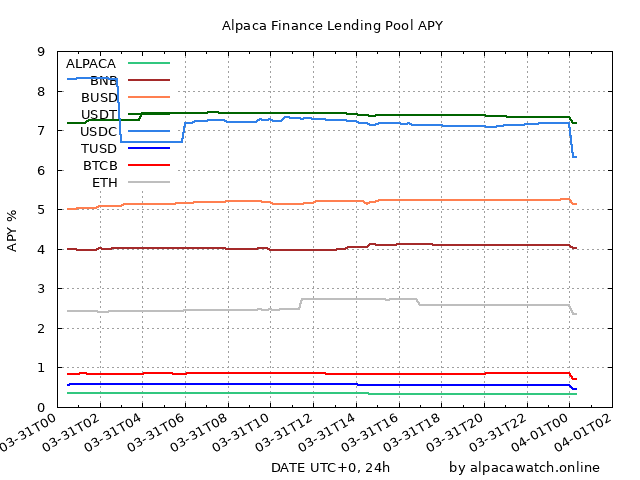 Alpaca Finance Lending Pool APY
9
8
7
6
5
4
3
2
1
0
APY %
ALPACA
BNB
BUSD
USDT
USDC
TUSD
BTCB
ETH
03-31T00
03-31T02
03-31T04
03-31T06
03-31T08
03-31T10
03-31T12
03-31T14
03-31T16
03-31T18
03-31T20
03-31T22
04-01T00
04-01T02
DATE UTC+0, 24h
by alpacawatch.online